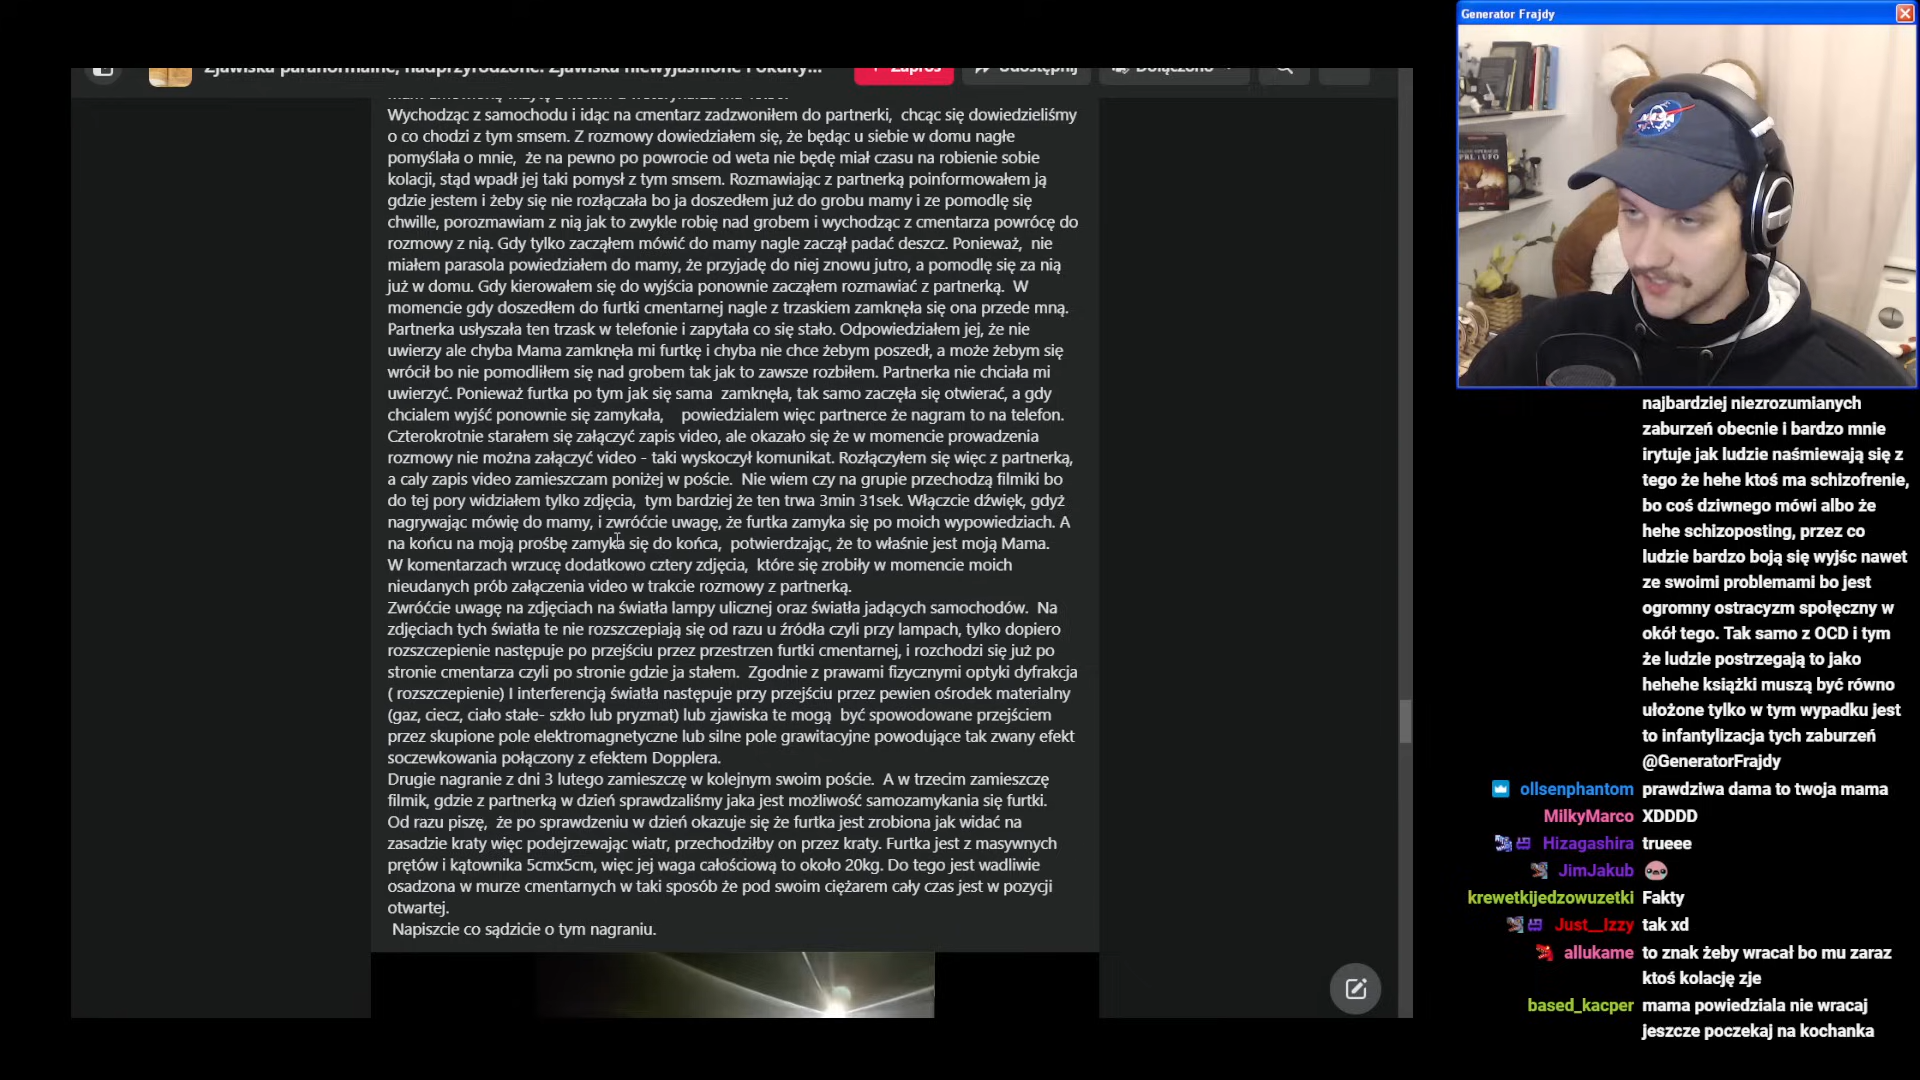 Zjawiska paranormalne, nadprzyrodzone. Zjawiska niewyjaśnione i okulty...
Zaproś
Udostępnij
Dołączono
Wychodząc z samochodu i idąc na cmentarz zadzwoniłem do partnerki, chcąc się dowiedzieliśmy
o co chodzi z tym smsem. Z rozmowy dowiedziałem się, że będąc u siebie w domu nagłe
pomyślała o mnie, że na pewno po powrocie od weta nie będę miał czasu na robienie sobie
kolacji, stąd wpadł jej taki pomysł z tym smsem. Rozmawiając z partnerką poinformowałem ją
gdzie jestem i żeby się nie rozłączała bo ja doszedłem już do grobu mamy i ze pomodlę się
chwille, porozmawiam z nią jak to zwykle robię nad grobem i wychodząc z cmentarza powrócę do
rozmowy z nią. Gdy tylko zacząłem mówić do mamy nagle zaczął padać deszcz. Ponieważ, nie
miałem parasola powiedziałem do mamy, że przyjadę do niej znowu jutro, a pomodlę się za nią
już w domu. Gdy kierowałem się do wyjścia ponownie zacząłem rozmawiać z partnerką. W
momencie gdy doszedłem do furtki cmentarnej nagle z trzaskiem zamknęła się ona przede mną.
Partnerka usłyszała ten trzask w telefonie i zapytała co się stało. Odpowiedziałem jej, że nie
uwierzy ale chyba Mama zamknęła mi furtkę i chyba nie chce żebym poszedł, a może żebym się
wrócił bo nie pomodliłem się nad grobem tak jak to zawsze rozbiłem. Partnerka nie chciała mi
uwierzyć. Ponieważ furtka po tym jak się sama zamknęła, tak samo zaczęła się otwierać, a gdy
chcialem wyjść ponownie się zamykała, powiedzialem więc partnerce że nagram to na telefon.
Czterokrotnie starałem się załączyć zapis video, ale okazało się że w momencie prowadzenia
rozmowy nie można załączyć video - taki wyskoczył komunikat. Rozłączyłem się więc z partnerką,
a caly zapis video zamieszczam poniżej w poście. Nie wiem czy na grupie przechodzą filmiki bo
do tej pory widziałem tylko zdjęcia, tym bardziej że ten trwa 3min 31sek. Włączcie dźwięk, gdyż
nagrywając mówię do mamy, i zwróćcie uwagę, że furtka zamyka się po moich wypowiedziach. A
na końcu na moją prośbę zamyka się do końca, potwierdzając, że to właśnie jest moją Mama.
W komentarzach wrzucę dodatkowo cztery zdjęcia, które się zrobiły w momencie moich
nieudanych prób załączenia video w trakcie rozmowy z partnerką.
Zwróćcie uwagę na zdjęciach na światła lampy ulicznej oraz światła jadących samochodów. Na
zdjęciach tych światła te nie rozszczepiają się od razu u źródła czyli przy lampach, tylko dopiero
rozszczepienie następuje po przejściu przez przestrzen furtki cmentarnej, i rozchodzi się już po
stronie cmentarza czyli po stronie gdzie ja stałem. Zgodnie z prawami fizycznymi optyki dyfrakcja
( rozszczepienie) I interferencją światła następuje przy przejściu przez pewien ośrodek materialny
(gaz, ciecz, ciało stałe- szkło lub pryzmat) lub zjawiska te mogą być spowodowane przejściem
przez skupione pole elektromagnetyczne lub silne pole grawitacyjne powodujące tak zwany efekt
soczewkowania połączony z efektem Dopplera.
Drugie nagranie z dni 3 lutego zamieszczę w kolejnym swoim poście. A w trzecim zamieszczę
filmik, gdzie z partnerką w dzień sprawdzaliśmy jaka jest możliwość samozamykania się furtki.
Od razu piszę, że po sprawdzeniu w dzień okazuje się że furtka jest zrobiona jak widać na
zasadzie kraty więc podejrzewając wiatr, przechodziłby on przez kraty. Furtka jest z masywnych
prętów i kątownika 5cmx5cm, więc jej waga całościową to około 20kg. Do tego jest wadliwie
osadzona w murze cmentarnych w taki sposób że pod swoim ciężarem cały czas jest w pozycji
otwartej.
Napiszcie co sądzicie o tym nagraniu.
Generator Frajdy
NASA
PRL i UFO
najbardziej niezrozumianych
zaburzeń obecnie i bardzo mnie
irytuje jak ludzie naśmiewają się z
tego że hehe ktoś ma schizofrenie,
bo coś dziwnego mówi albo że
hehe schizoposting, przez co
ludzie bardzo boją się wyjśc nawet
ze swoimi problemami bo jest
ogromny ostracyzm społęczny w
okół tego. Tak samo z OCD i tym
że ludzie postrzegają to jako
hehehe książki muszą być równo
ułożone tylko w tym wypadku jest
to infantylizacja tych zaburzeń
@GeneratorFrajdy
ollsenphantom prawdziwa dama to twoja mama
MilkyMarco XDDDD
Hizagashira trueee
JimJakub
krewetkijedzowuzetki Fakty
Just__Izzy tak xd
allukame to znak żeby wracał bo mu zaraz
ktoś kolację zje
based_kacper mama powiedziala nie wracaj
jeszcze poczekaj na kochanka